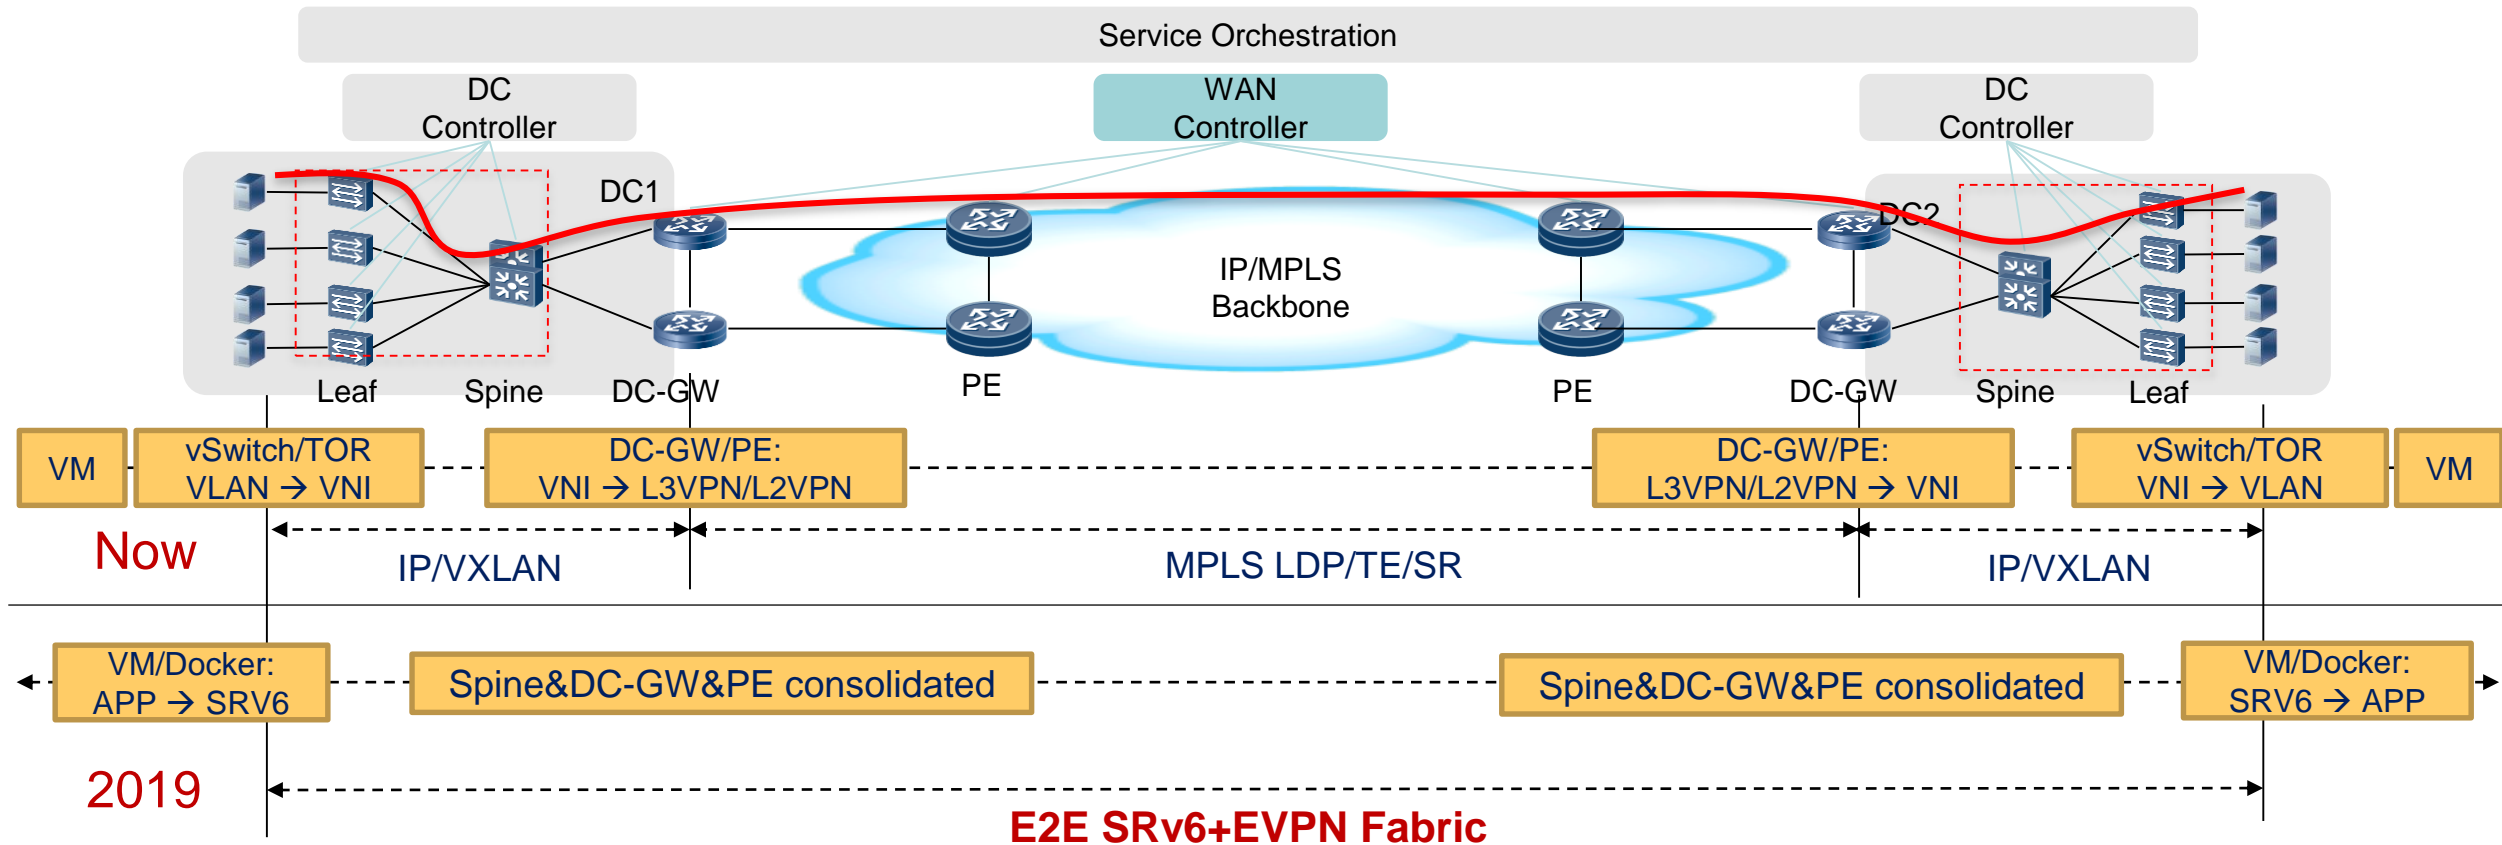 Service Orchestration
DC
Controller
WAN
Controller
DC
Controller
DC1
DC2
IP/MPLS
Backbone
Leaf
Spine
DC-GW
PE
PE
DC-GW
Spine
Leaf
VM
vSwitch/TOR
VLAN → VNI
DC-GW/PE:
VNI → L3VPN/L2VPN
DC-GW/PE:
L3VPN/L2VPN → VNI
vSwitch/TOR
VNI → VLAN
VM
Now
IP/VXLAN
MPLS LDP/TE/SR
IP/VXLAN
VM/Docker:
APP → SRV6
Spine&DC-GW&PE consolidated
Spine&DC-GW&PE consolidated
VM/Docker:
SRV6 → APP
2019
E2E SRv6+EVPN Fabric